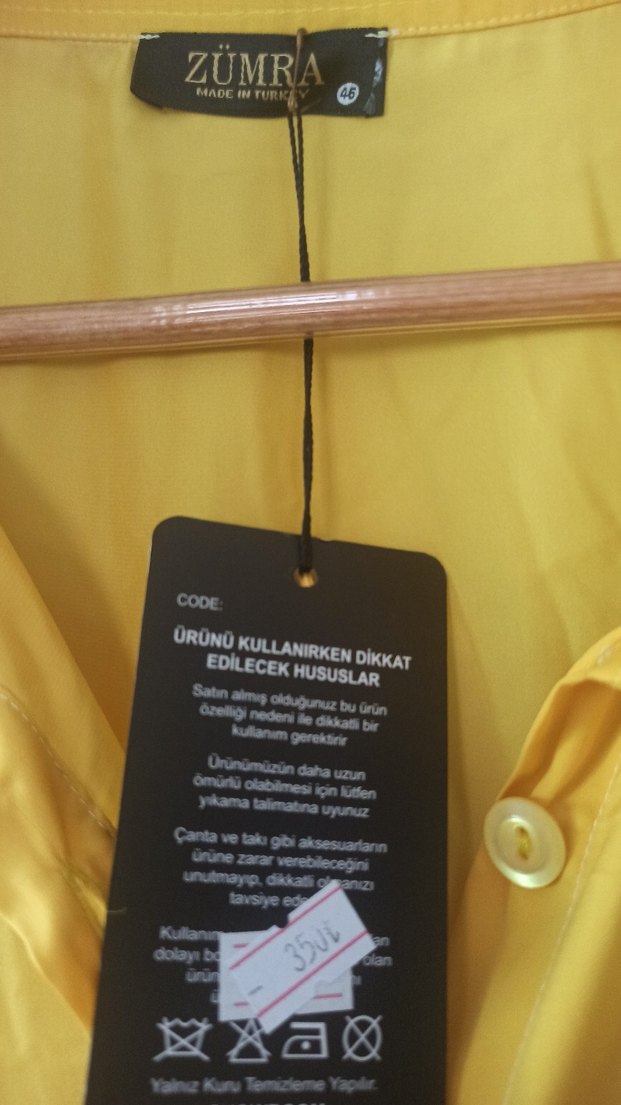 ZÜMRA
MADE IN TURKEY
46
CODE:
ÜRÜNÜ KULLANIRKEN DİKKAT
EDİLECEK HUSUSLAR
Satın almış olduğunuz bu ürün
özelliği nedeni ile dikkatli bir
kullanım gerektirir
Ürünümüzün daha uzun
ömürlü olabilmesi için lütfen
yıkama talimatına uyunuz
Çanta ve takı gibi aksesuarların
ürüne zarar verebileceğini
unutmayıp, dikkatli
tavsiye
350₺
dolayı
Yalnız Kuru Temizleme Yapılır.